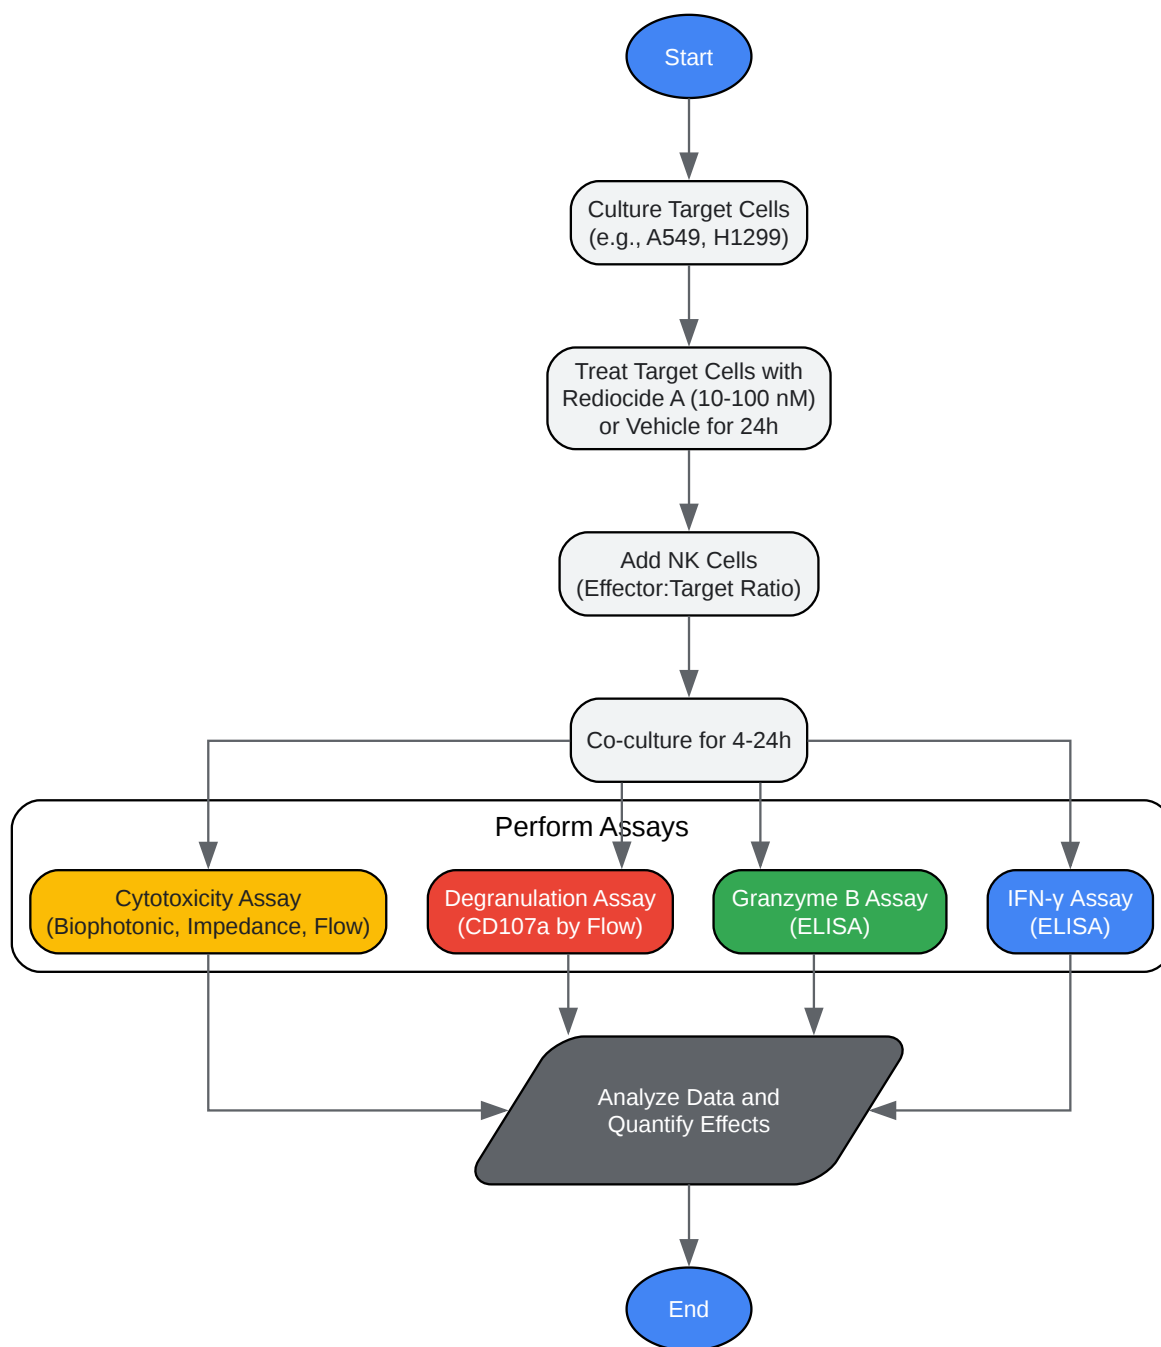 Start
Culture Target Cells
(e.g., A549, H1299)
Treat Target Cells with
Rediocide A (10-100 nM)
or Vehicle for 24h
Add NK Cells
(Effector:Target Ratio)
Co-culture for 4-24h
Perform Assays
Cytotoxicity Assay
(Biophotonic, Impedance, Flow)
Degranulation Assay
(CD107a by Flow)
Granzyme B Assay
(ELISA)
IFN-γ Assay
(ELISA)
Analyze Data and
Quantify Effects
End